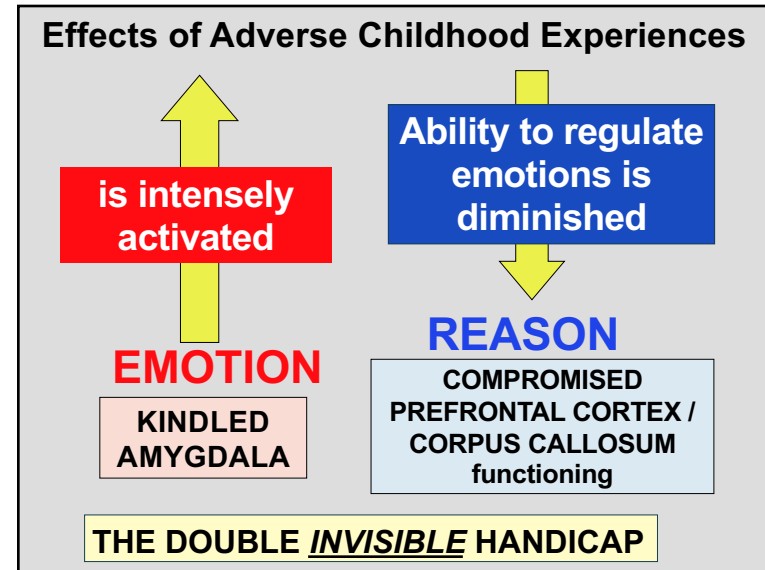 Effects of Adverse Childhood Experiences
is intensely
activated
EMOTION
KINDLED
AMYGDALA
Ability to regulate
emotions is
diminished
REASON
COMPROMISED
PREFRONTAL CORTEX /
CORPUS CALLOSUM
functioning
THE DOUBLE INVISIBLE HANDICAP